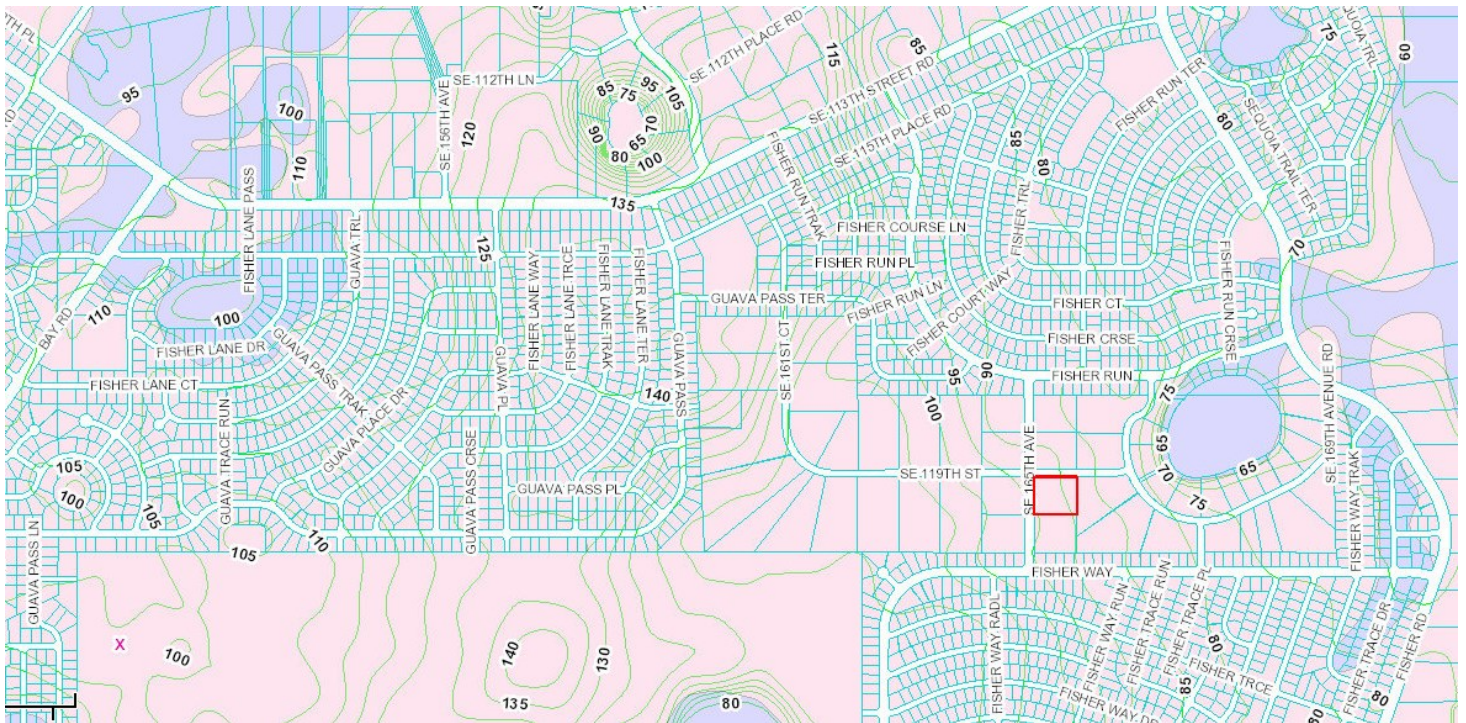 TH PL
SE 112TH PLACE RD
SEQUOIA TRL
75
60
85
115
95
SE 112TH LN
85
75
95
105
SE 113TH STREET RD
FISHER RUN TER
100
SE 156TH AVE
120
90
70
65
80
100
SE 115TH PLACE RD
85
80
80
SEQUOIA TRAIL TER
110
FISHER RUN TRAK
135
FISHER LANE PASS
GUAVA TRL
FISHER COURSE LN
FISHER TRL
70
125
FISHER LANE WAY
FISHER LANE TRCE
FISHER LANE TRAK
FISHER LANE TER
FISHER RUN PL
FISHER RUN CRSE
BAY RD
110
100
GUAVA PASS TER
FISHER RUN LN
FISHER COURT WAY
FISHER CT
FISHER LANE DR
GUAVA PASS TRAK
GUAVA PL
GUAVA PASS
SE 161ST CT
FISHER CRSE
FISHER LANE CT
GUAVA PLACE DR
140
95
90
FISHER RUN
75
SE 169TH AVENUE RD
100
GUAVA TRACE RUN
GUAVA PASS CRSE
SE 165TH AVE
65
65
FISHER WAY TRAK
105
100
105
GUAVA PASS PL
SE 119TH ST
70
75
110
105
GUAVA PASS LN
FISHER WAY
FISHER WAY RADL
FISHER WAY RUN
FISHER TRACE RUN
FISHER TRACE PL
FISHER TRACE DR
FISHER RD
X
100
140
130
80
85
FISHER TRCE
80
135
80
FISHER WAY DR
80